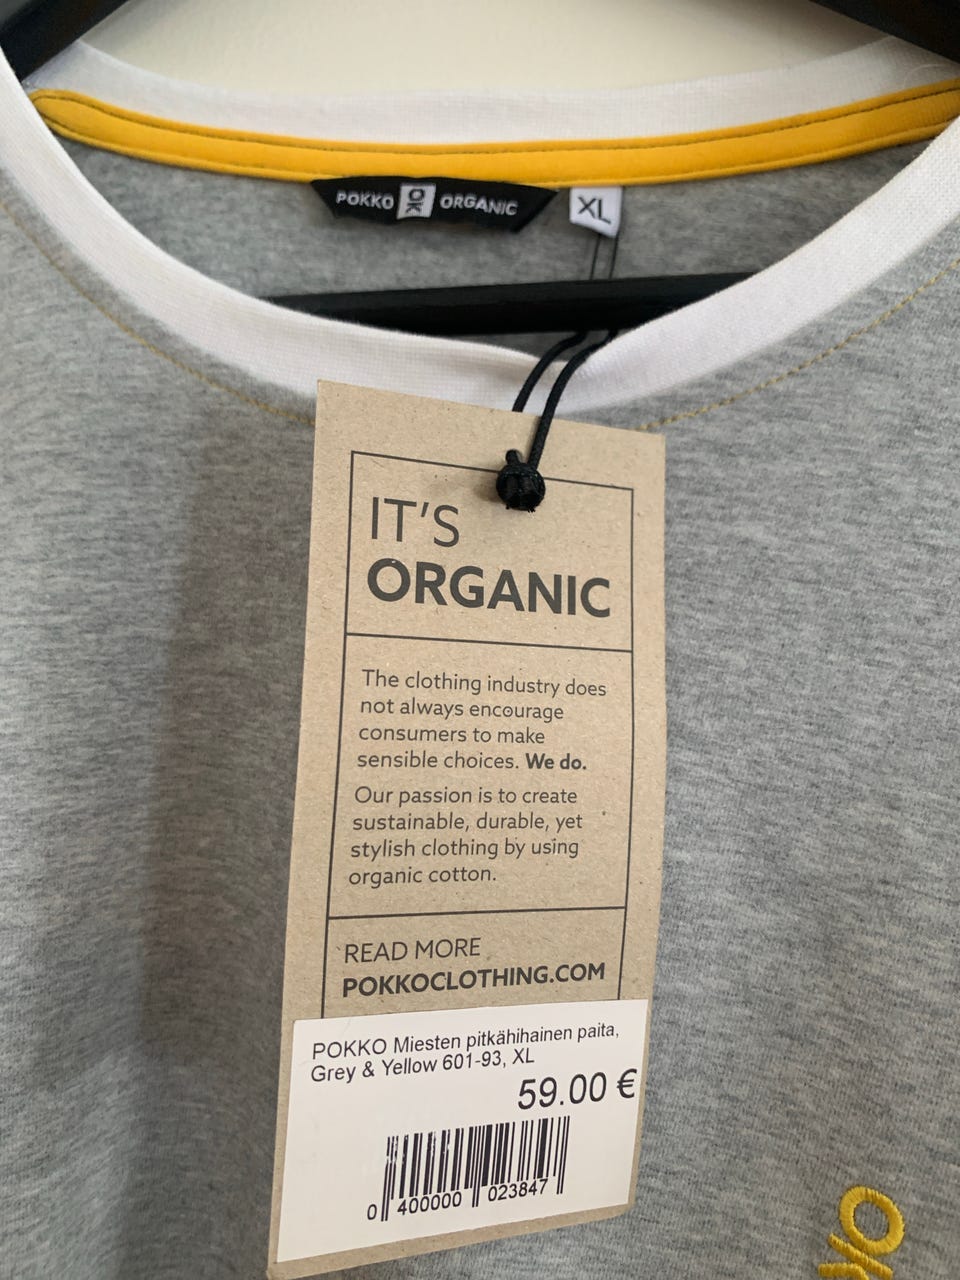 POKKO OK ORGANIC
XL
IT'S
ORGANIC
The clothing industry does
not always encourage
consumers to make
sensible choices. We do.
Our passion is to create
sustainable, durable, yet
stylish clothing by using
organic cotton.
READ MORE
POKKOCLOTHING.COM
POKKO Miesten pitkähihainen paita,
Grey & Yellow 601-93, XL
59.00 €
0 400000 023847